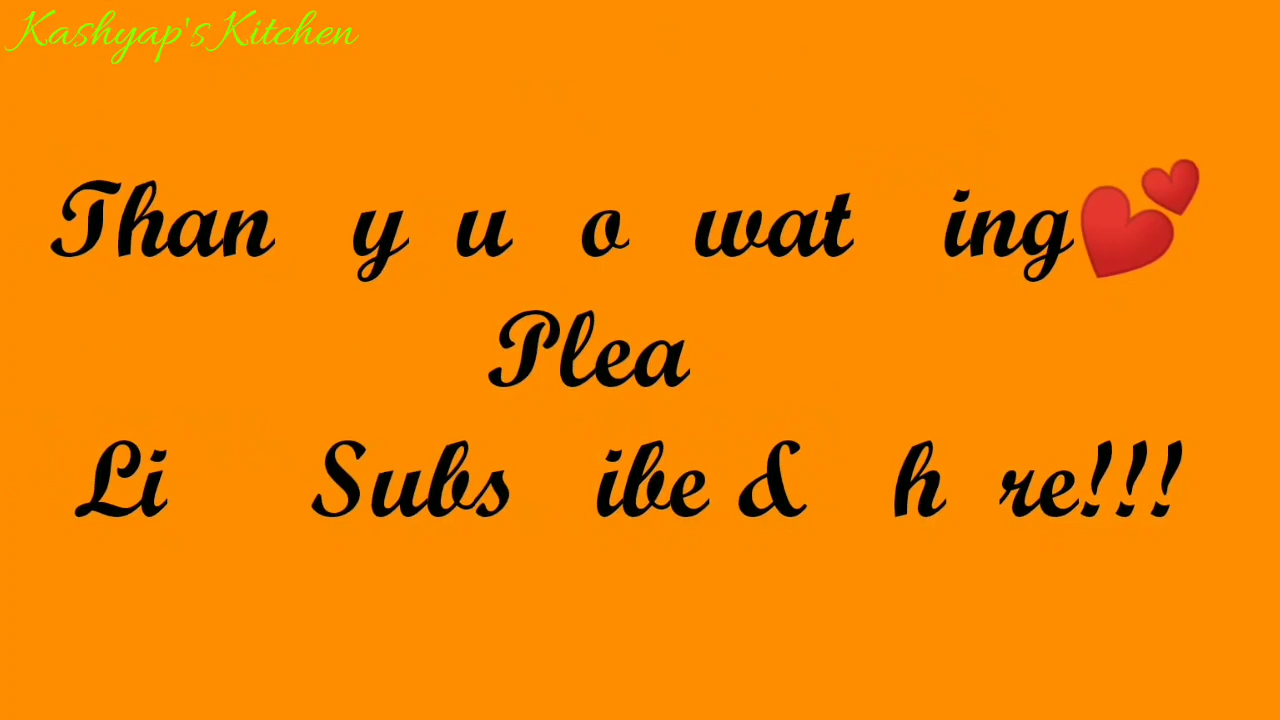 Kashyap's Kitchen
Than y u o wat ing💕
Plea
Li Subs ibe & h re!!!